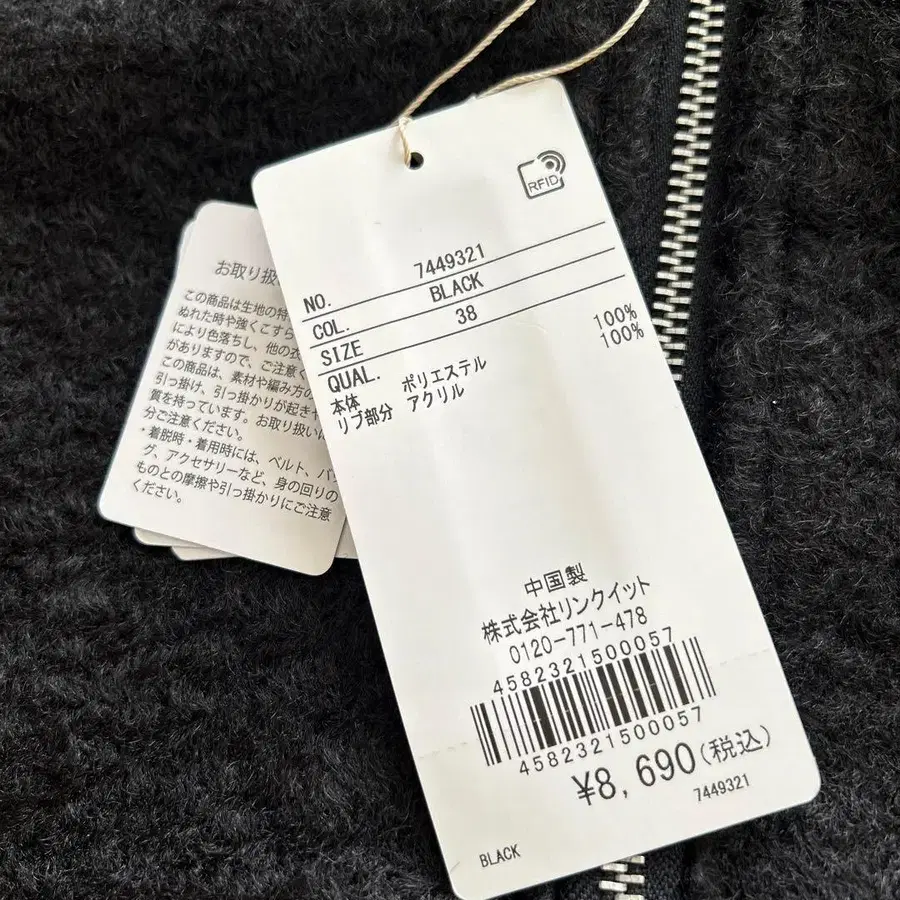 RFID
NO. 7449321
COL. BLACK
SIZE 38
QUAL.
本体 ポリエステル 100%
リブ部分 アクリル 100%
中国製
株式会社リンクイット
0120-771-478
4582321500057
4582321500057
¥8,690(税込)
7449321
BLACK
お取り扱
この商品は生地の特
ぬれた時や強くこすら
により色落ちし、他の衣
がありますので、ご注意く
この商品は、素材や編み方の
引っ掛け、引っ掛かりが起きや
質を持っています。お取り扱いに
分ご注意ください。
・着脱時・着用時には、ベルト、バッ
グ、アクセサリーなど、身の回りの
ものとの摩擦や引っ掛かりにご注意
ください。